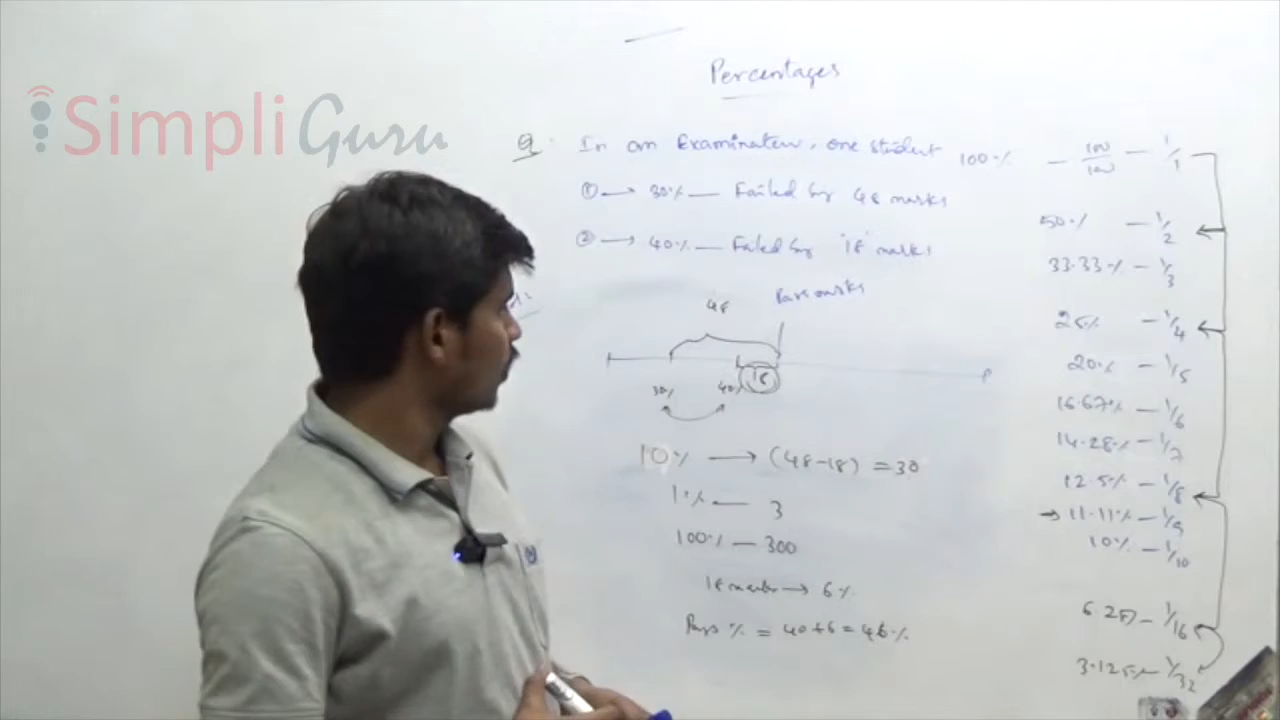 iSimpliGuru
Percentages
Q. In an Examination, one student
① → 30% — Failed by 48 marks
② → 40% — Failed by '18' marks
48
Pass marks
30%
40%
18
10% → (48-18) = 30
1% — 3
100% — 300
18 marks → 6%
Pass % = 40+6 = 46%
100% — 100/100 — 1/1
50% — 1/2
33.33% — 1/3
25% — 1/4
20% — 1/5
16.67% — 1/6
14.28% — 1/7
12.5% — 1/8
→ 11.11% — 1/9
10% — 1/10
6.25% — 1/16
3.125% — 1/32